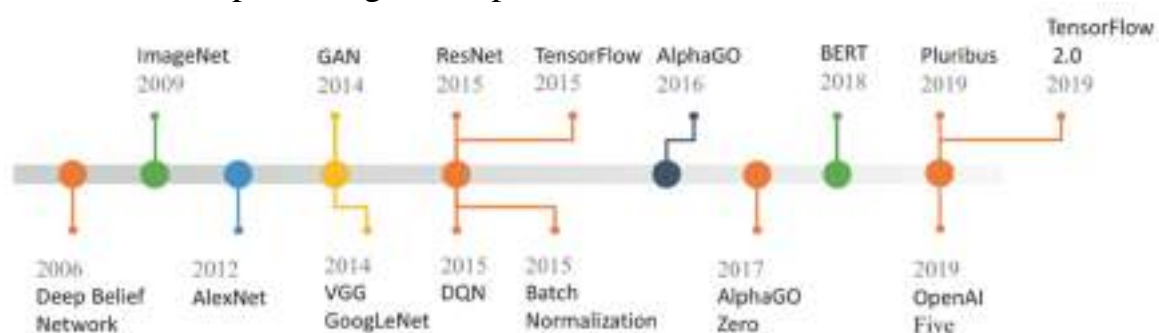 ImageNet
2009
GAN
2014
ResNet
2015
TensorFlow
2015
AlphaGO
2016
BERT
2018
Pluribus
2019
TensorFlow
2.0
2019
2006
Deep Belief
Network
2012
AlexNet
2014
VGG
GoogLeNet
2015
DQN
2015
Batch
Normalization
2017
AlphaGO
Zero
2019
OpenAI
Five